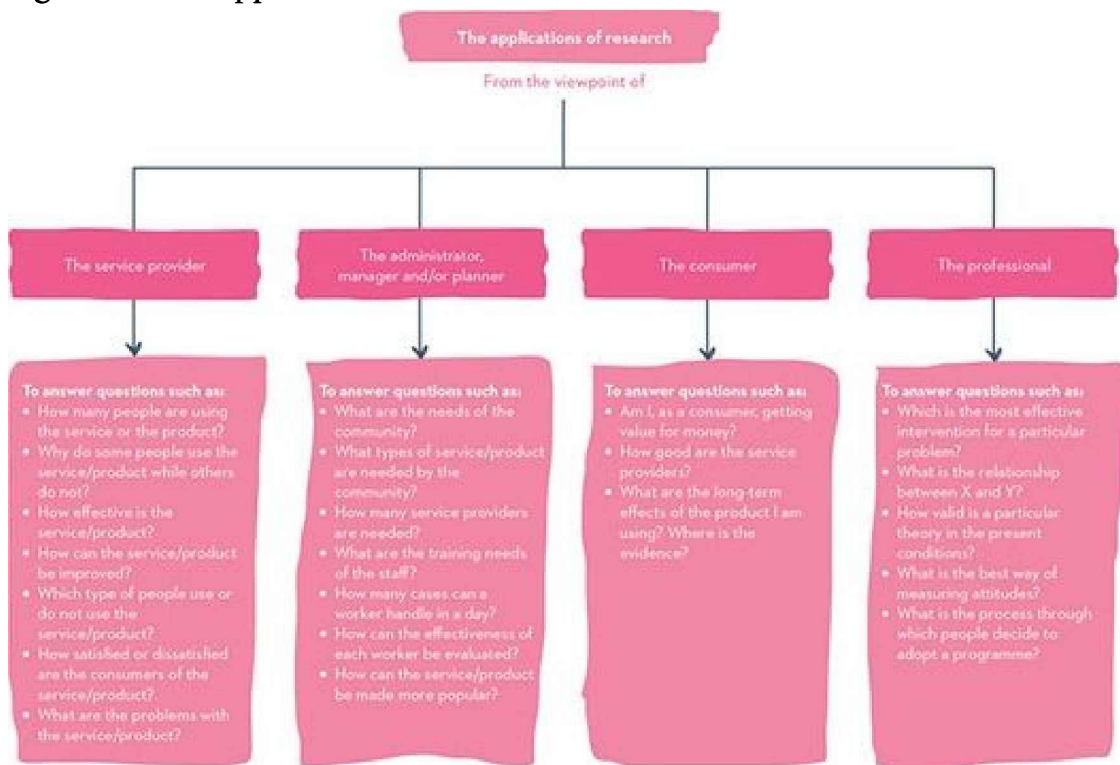 The applications of research
From the viewpoint of
The service provider
The administrator,
manager and/or planner
The consumer
The professional
To answer questions such as:
• How many people are using
the service or the product?
• Why do some people use the
service/product while others
do not?
• How effective is the
service/product?
• How can the service/product
be improved?
• Which type of people use or
do not use the
service/product?
• How satisfied or dissatisfied
are the consumers of the
service/product?
• What are the problems with
the service/product?
To answer questions such as:
• What are the needs of the
community?
• What types of service/product
are needed by the
community?
• How many service providers
are needed?
• What are the training needs
of the staff?
• How many cases can a
worker handle in a day?
• How can the effectiveness of
each worker be evaluated?
• How can the service/product
be made more popular?
To answer questions such as:
• Am I, as a consumer, getting
value for money?
• How good are the service
providers?
• What are the long-term
effects of the product I am
using? Where is the
evidence?
To answer questions such as:
• Which is the most effective
intervention for a particular
problem?
• What is the relationship
between X and Y?
• How valid is a particular
theory in the present
conditions?
• What is the best way of
measuring attitudes?
• What is the process through
which people decide to
adopt a programme?